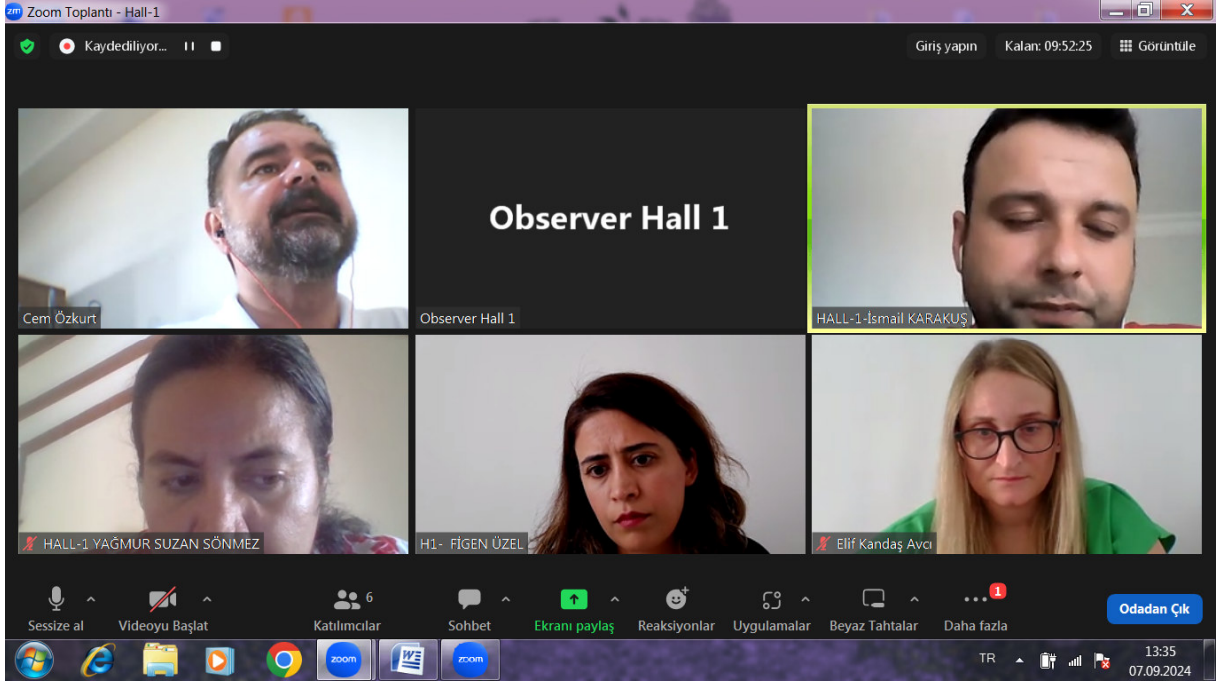 Zoom Toplantı - Hall-1
Kaydediliyor...
Giriş yapın
Kalan: 09:52:25
Görüntüle
Cem Özkurt
Observer Hall 1
Observer Hall 1
HALL-1-İsmail KARAKUŞ
HALL-1 YAĞMUR SUZAN SÖNMEZ
H1- FİGEN ÜZEL
Elif Kandaş Avcı
6
1
Sessize al
Videoyu Başlat
Katılımcılar
Sohbet
Ekranı paylaş
Reaksiyonlar
Uygulamalar
Beyaz Tahtalar
Daha fazla
Odadan Çık
zoom
zoom
TR
13:35
07.09.2024